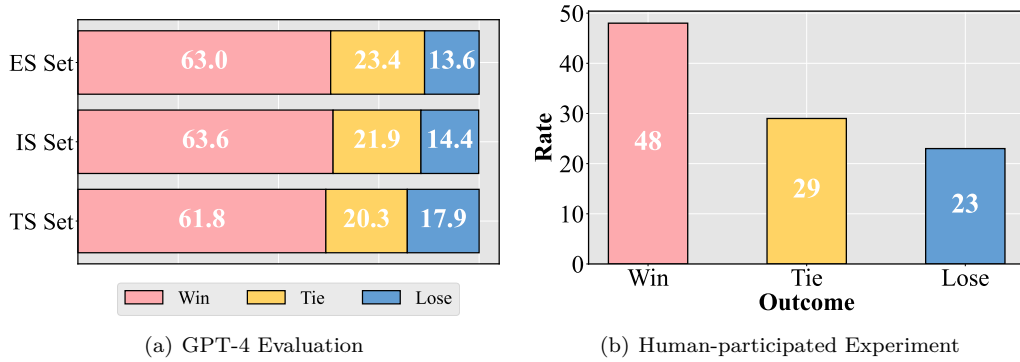 ES Set 63.0 23.4 13.6
IS Set 63.6 21.9 14.4
TS Set 61.8 20.3 17.9
Win Tie Lose
(a) GPT-4 Evaluation
50
40
30
20
10
0
Rate
48 29 23
Win Tie Lose
Outcome
(b) Human-participated Experiment